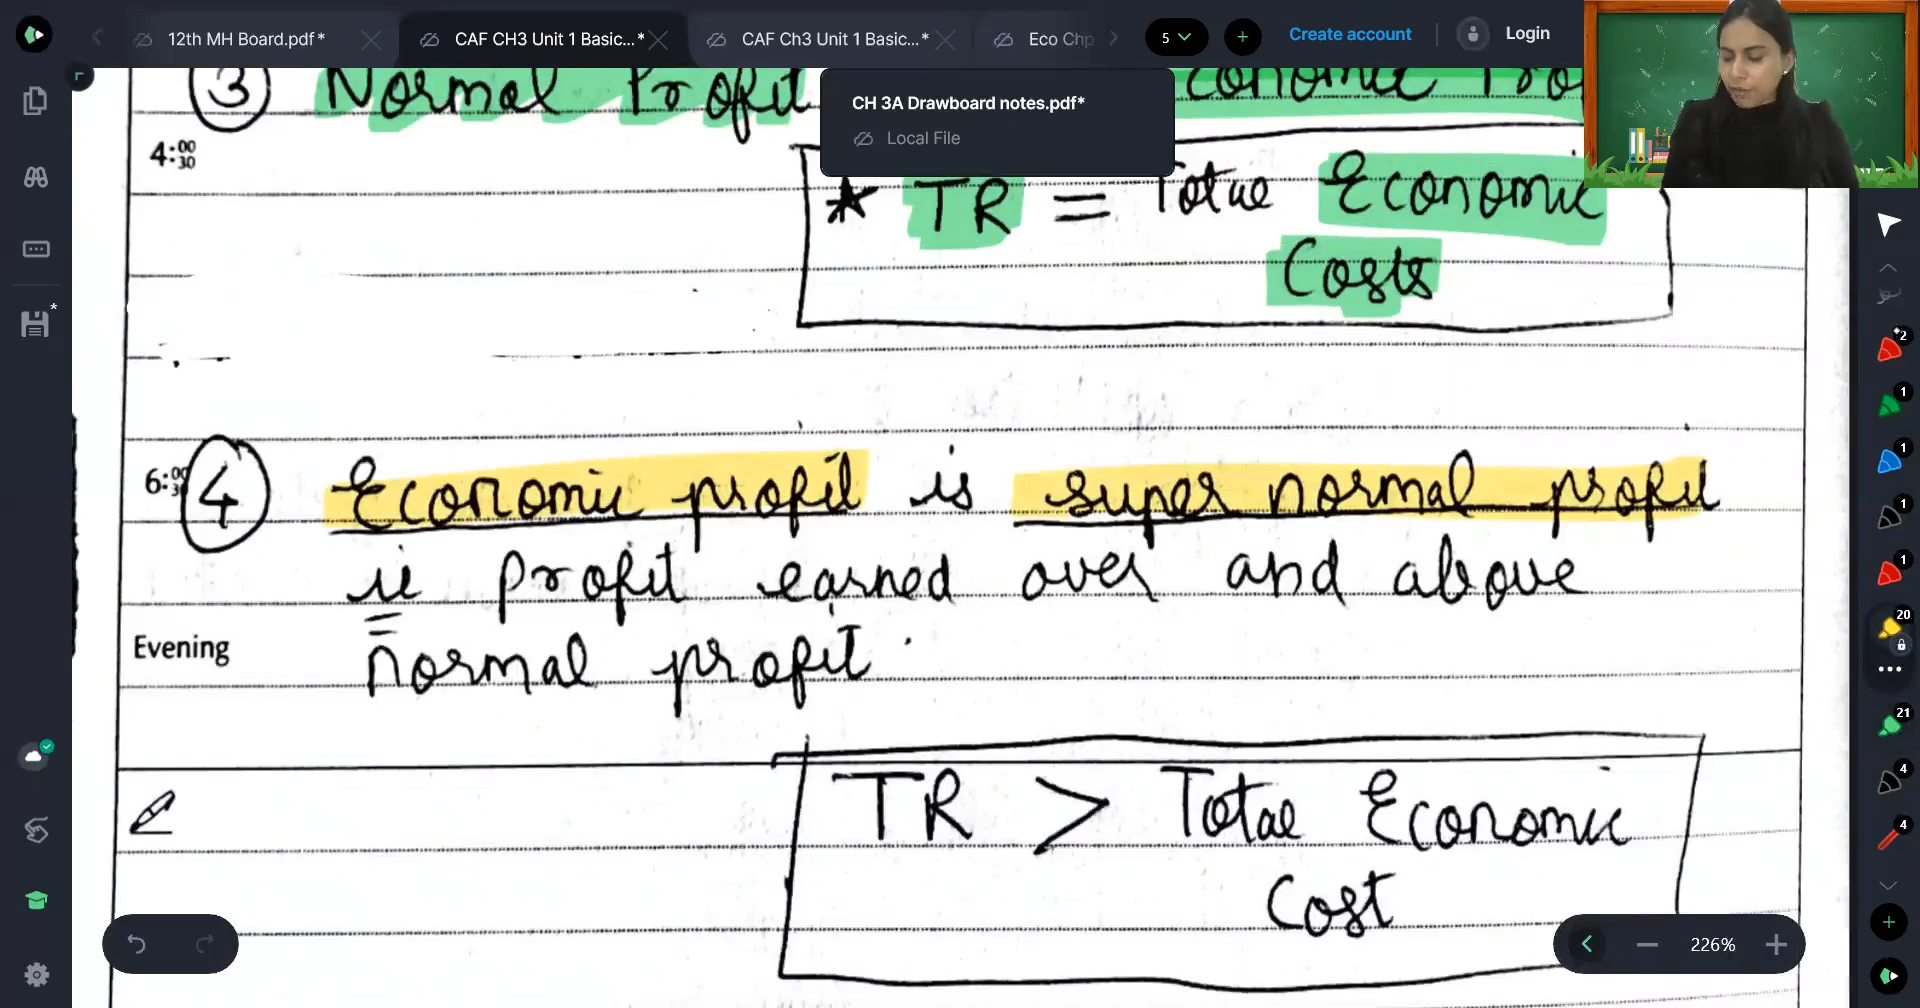 12th MH Board.pdf*
CAF CH3 Unit 1 Basic...*
CAF Ch3 Unit 1 Basic...*
Eco Chp
5
Create account
Login
CH 3A Drawboard notes.pdf*
Local File
3 Normal Profit
4:00
30
* TR = Total Economic
Costs
6:00
4 Economic profit is super normal profit
ie profit earned over and above
normal profit.
Evening
TR > Total Economic
Cost
226%
2
1
1
1
1
20
21
4
4